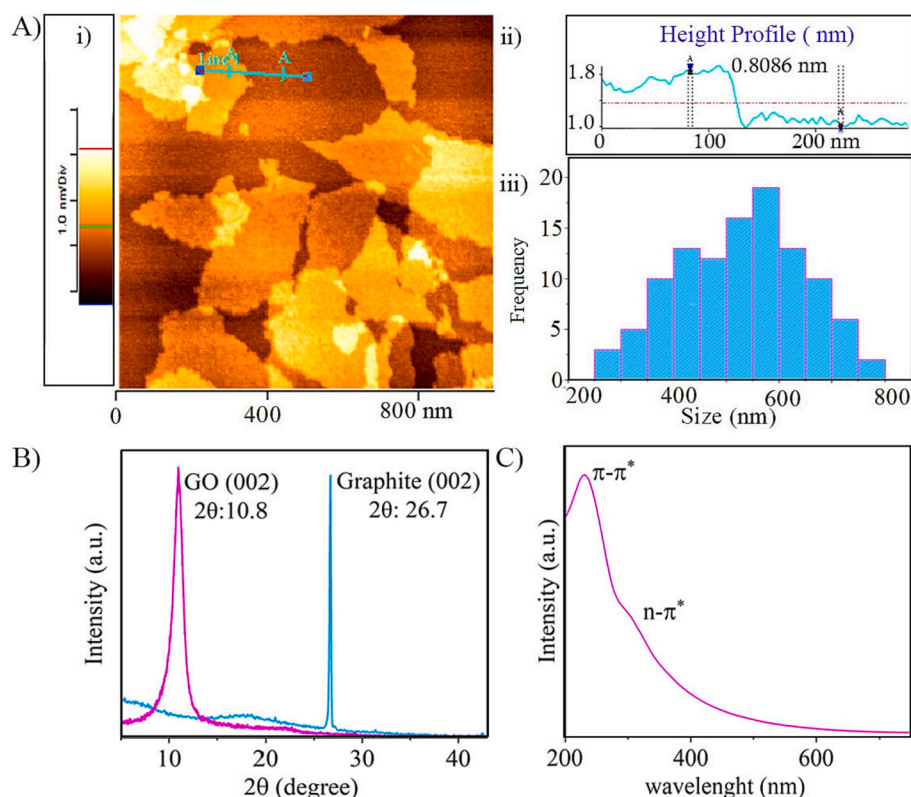 A)
i)
1.0 nm/Div
Line3
A
A
0
400
800 nm
ii)
Height Profile ( nm)
0.8086 nm
A
A
1.8
1.0
0
100
200 nm
iii)
Frequency
20
15
10
5
0
200
400
600
800
Size (nm)
B)
GO (002)
2θ:10.8
Graphite (002)
2θ: 26.7
Intensity (a.u.)
10
20
30
40
2θ (degree)
C)
π-π*
n-π*
Intensity (a.u.)
200
400
600
wavelenght (nm)